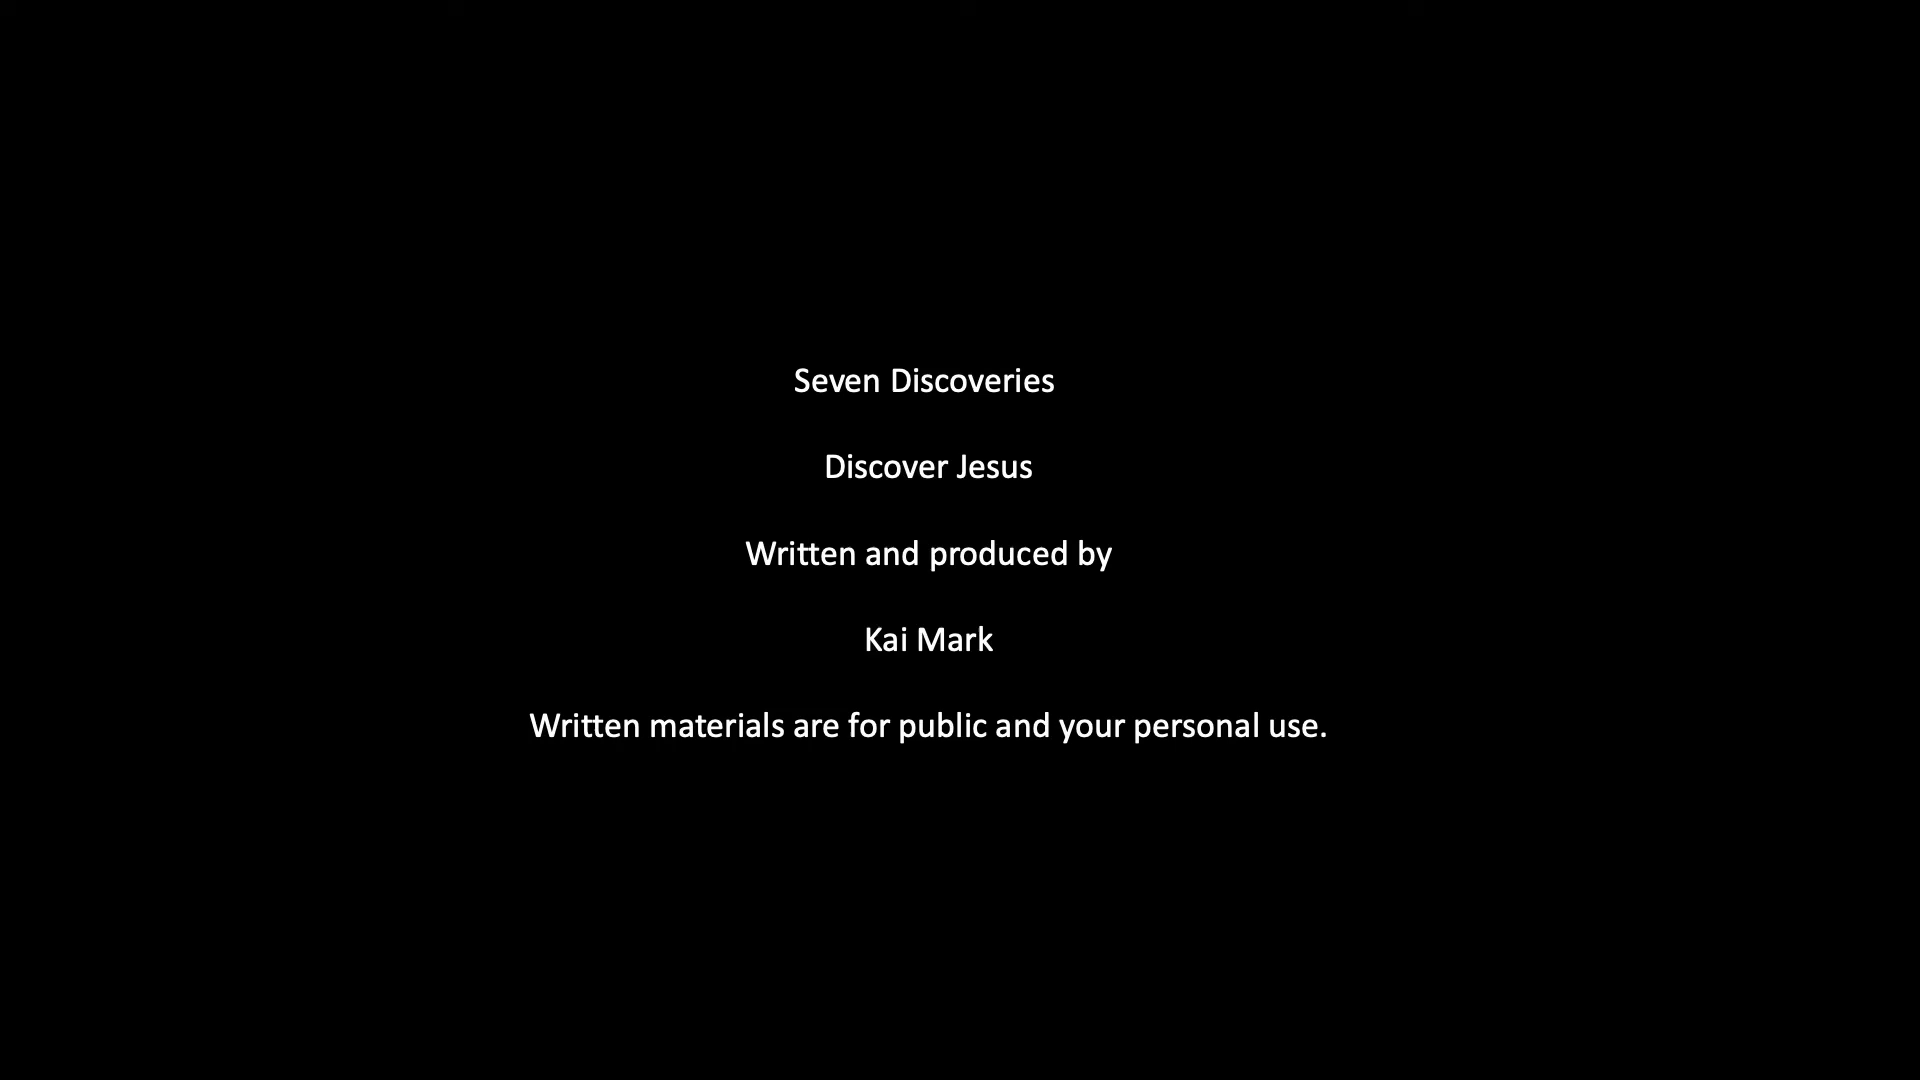 Seven Discoveries
Discover Jesus
Written and produced by
Kai Mark
Written materials are for public and your personal use.